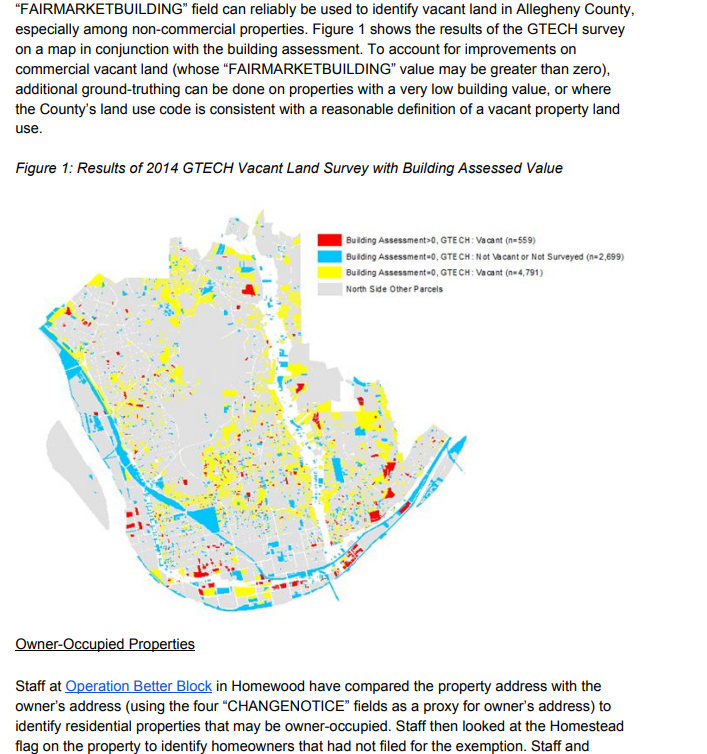 “FAIRMARKETBUILDING” field can reliably be used to identify vacant land in Allegheny County,
especially among non-commercial properties. Figure 1 shows the results of the GTECH survey
on a map in conjunction with the building assessment. To account for improvements on
commercial vacant land (whose “FAIRMARKETBUILDING” value may be greater than zero),
additional ground-truthing can be done on properties with a very low building value, or where
the County’s land use code is consistent with a reasonable definition of a vacant property land
use.
Figure 1: Results of 2014 GTECH Vacant Land Survey with Building Assessed Value
Building Assessment>0, GTECH: Vacant (n=559)
Building Assessment=0, GTECH: Not Vacant or Not Surveyed (n=2,699)
Building Assessment=0, GTECH: Vacant (n=4,791)
North Side Other Parcels
Owner-Occupied Properties
Staff at Operation Better Block in Homewood have compared the property address with the
owner’s address (using the four “CHANGENOTICE” fields as a proxy for owner’s address) to
identify residential properties that may be owner-occupied. Staff then looked at the Homestead
flag on the property to identify homeowners that had not filed for the exemption. Staff and